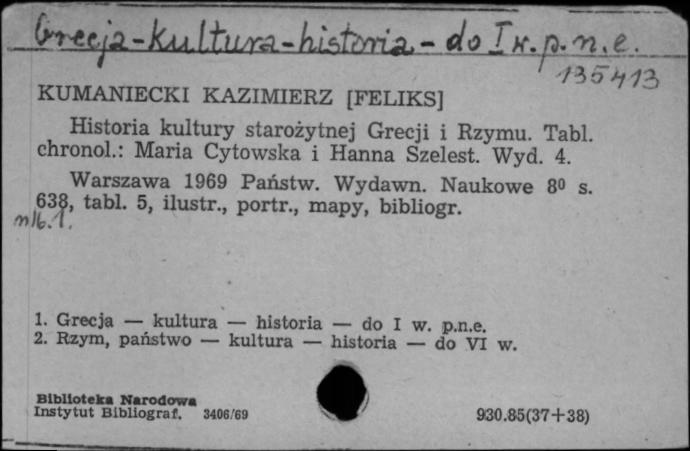 Grecja-kultura-historia-do I w. p.n.e.
135413
KUMANIECKI KAZIMIERZ [FELIKS]
Historia kultury starożytnej Grecji i Rzymu. Tabl.
chronol.: Maria Cytowska i Hanna Szelest. Wyd. 4.
Warszawa 1969 Państw. Wydawn. Naukowe 8⁰ s.
638, tabl. 5, ilustr., portr., mapy, bibliogr.
1. Grecja — kultura — historia — do I w. p.n.e.
2. Rzym, państwo — kultura — historia — do VI w.
Biblioteka Narodowa
Instytut Bibliograf. 3406/69
930.85(37+38)